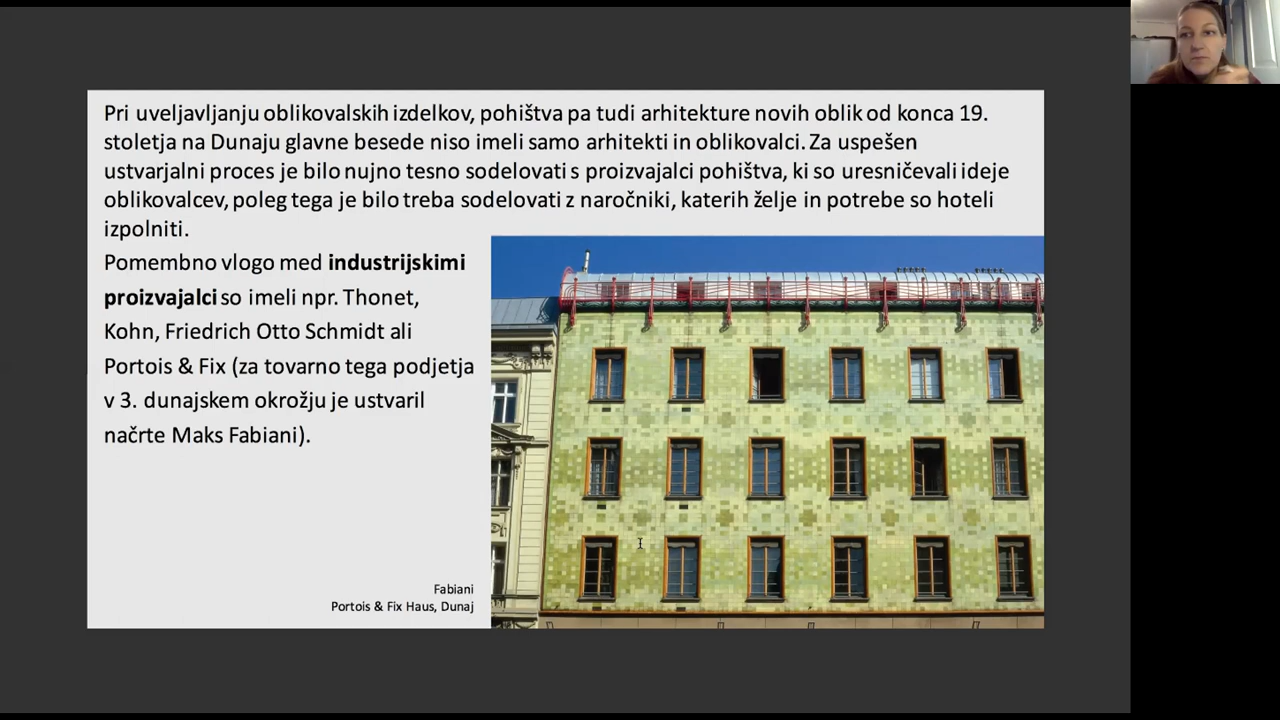 Pri uveljavljanju oblikovalskih izdelkov, pohištva pa tudi arhitekture novih oblik od konca 19.
stoletja na Dunaju glavne besede niso imeli samo arhitekti in oblikovalci. Za uspešen
ustvarjalni proces je bilo nujno tesno sodelovati s proizvajalci pohištva, ki so uresničevali ideje
oblikovalcev, poleg tega je bilo treba sodelovati z naročniki, katerih želje in potrebe so hoteli
izpolniti.
Pomembno vlogo med industrijskimi
proizvajalci so imeli npr. Thonet,
Kohn, Friedrich Otto Schmidt ali
Portois & Fix (za tovarno tega podjetja
v 3. dunajskem okrožju je ustvaril
načrte Maks Fabiani).
Fabiani
Portois & Fix Haus, Dunaj